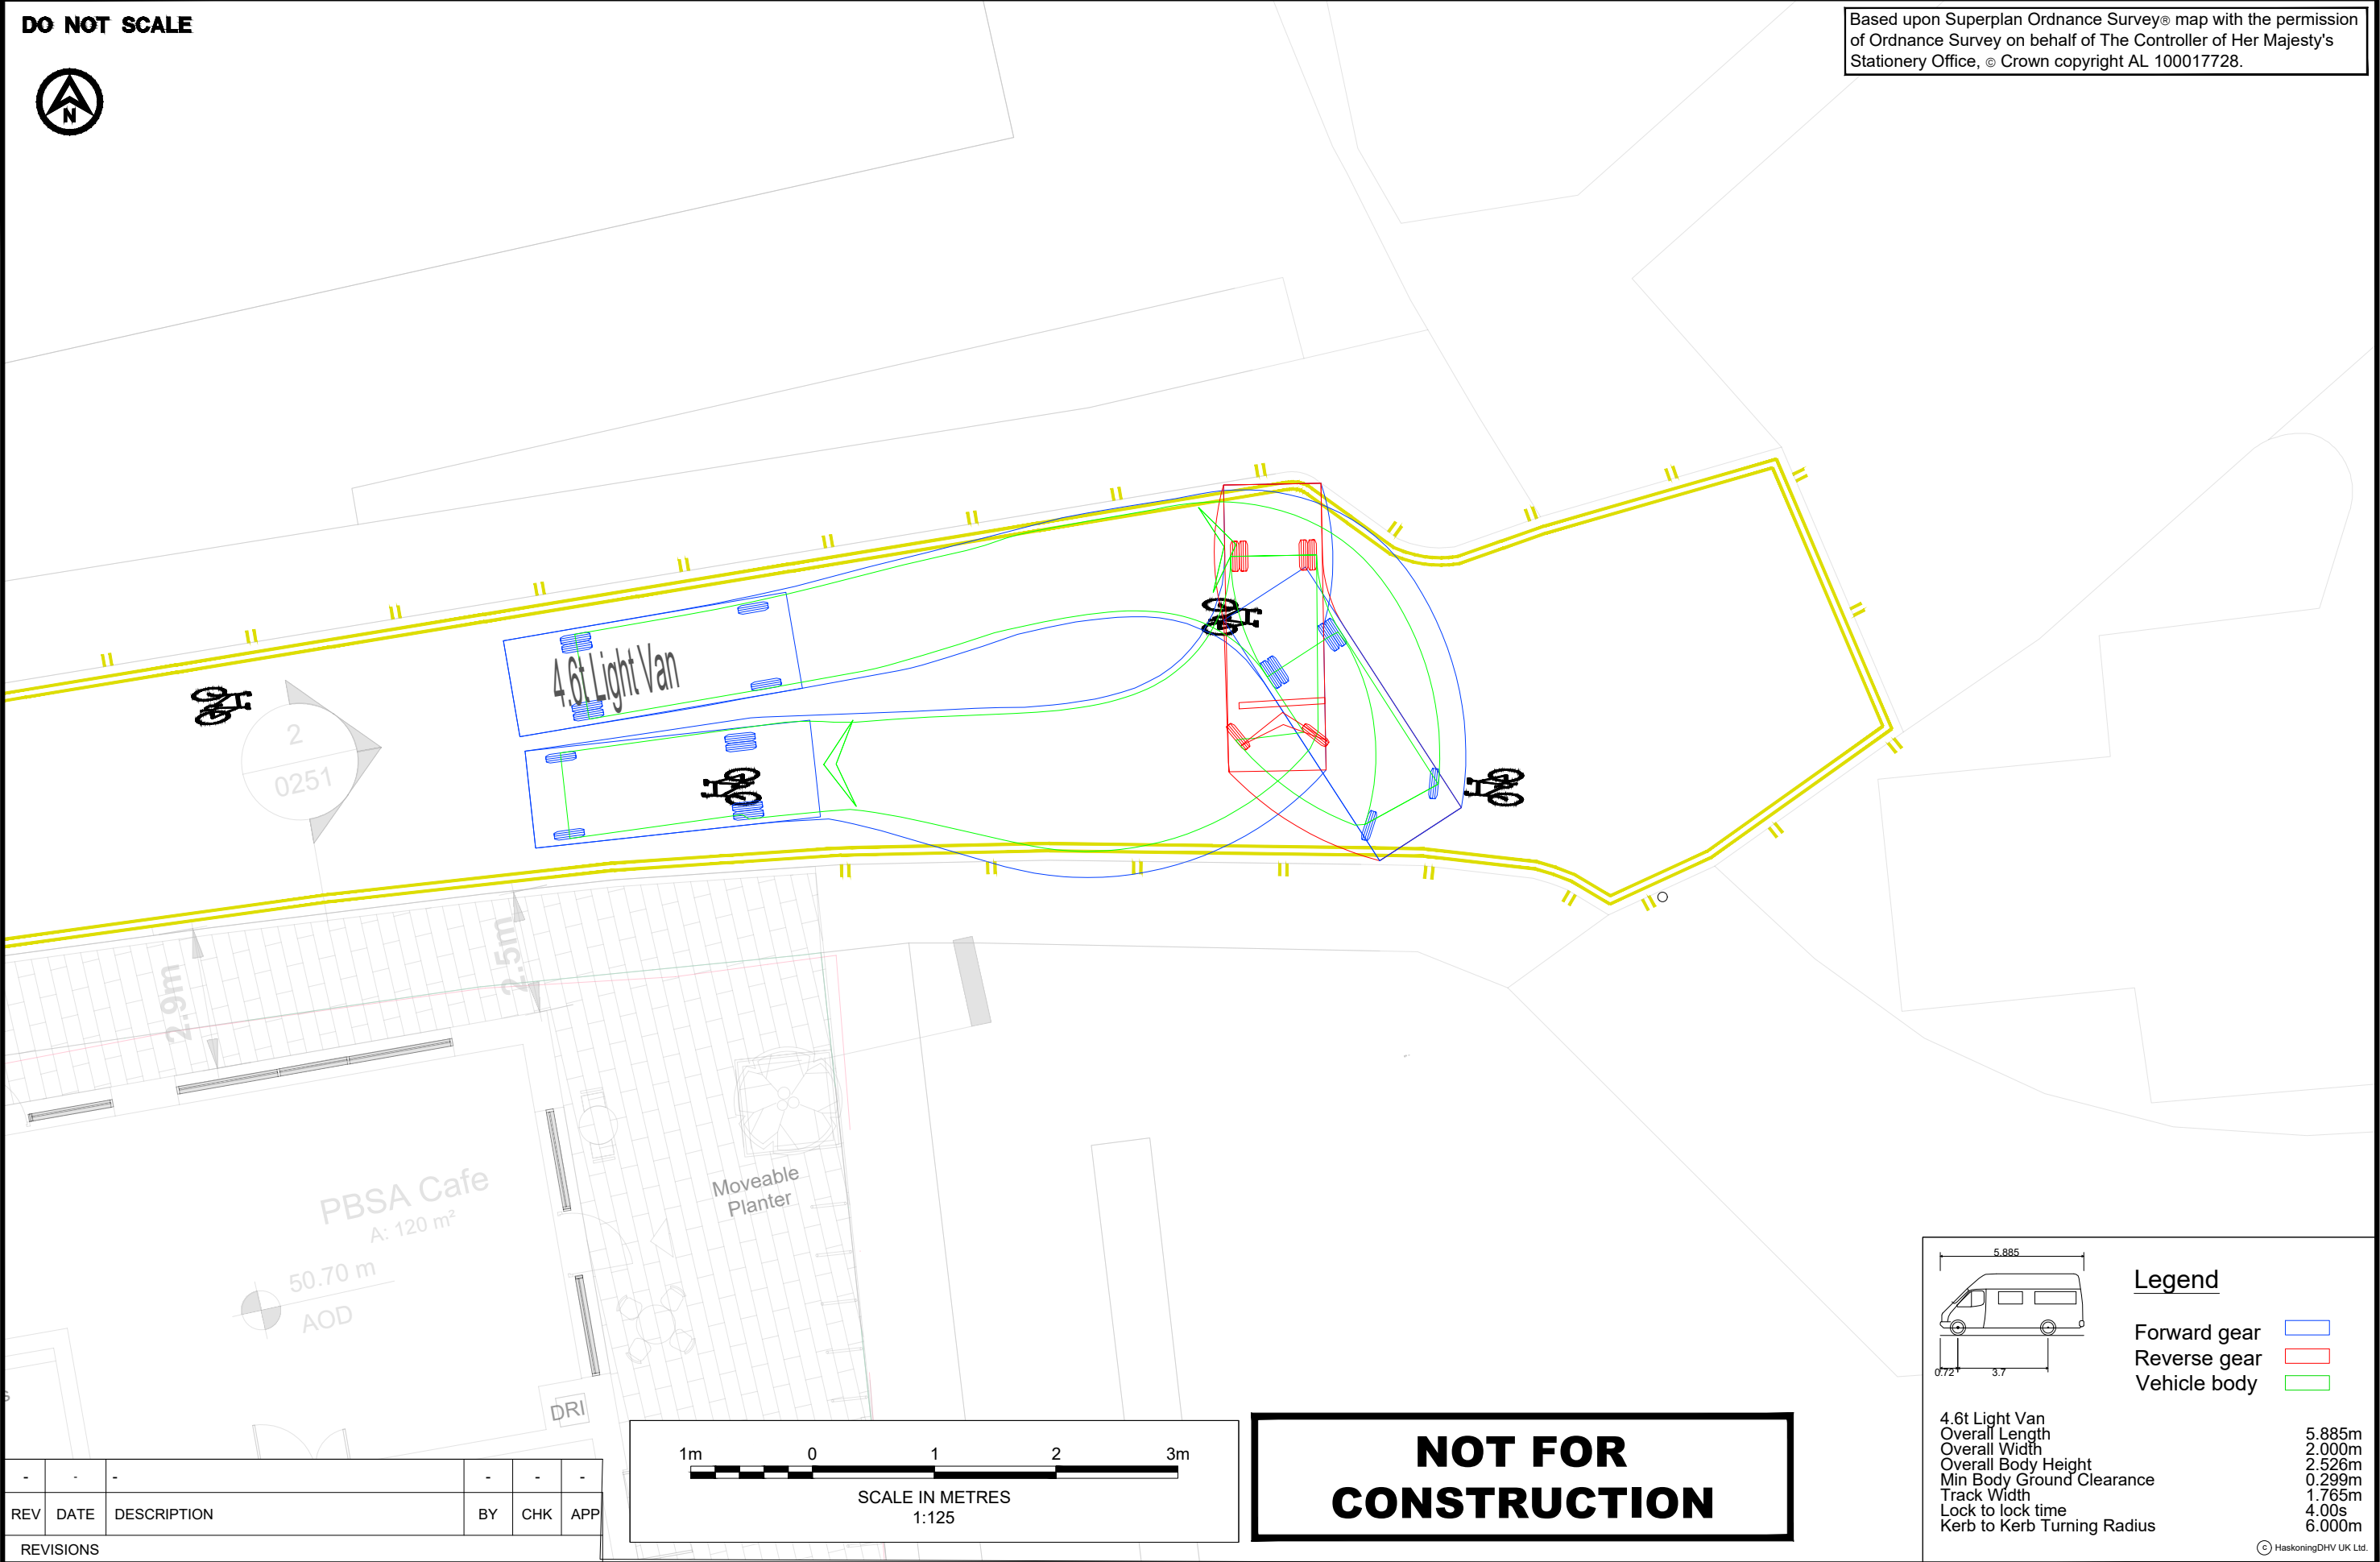 DO NOT SCALE
N
Based upon Superplan Ordnance Survey® map with the permission
of Ordnance Survey on behalf of The Controller of Her Majesty's
Stationery Office, © Crown copyright AL 100017728.
4.6t Light Van
2
0251
2.9m
2.5m
PBSA Cafe
A: 120 m²
50.70 m
AOD
Moveable
Planter
DRI
s
- - - - - -
REV DATE DESCRIPTION BY CHK APP
REVISIONS
1m 0 1 2 3m
SCALE IN METRES
1:125
NOT FOR
CONSTRUCTION
5.885
0.72 3.7
Legend
Forward gear
Reverse gear
Vehicle body
4.6t Light Van
Overall Length 5.885m
Overall Width 2.000m
Overall Body Height 2.526m
Min Body Ground Clearance 0.299m
Track Width 1.765m
Lock to lock time 4.00s
Kerb to Kerb Turning Radius 6.000m
© HaskoningDHV UK Ltd.